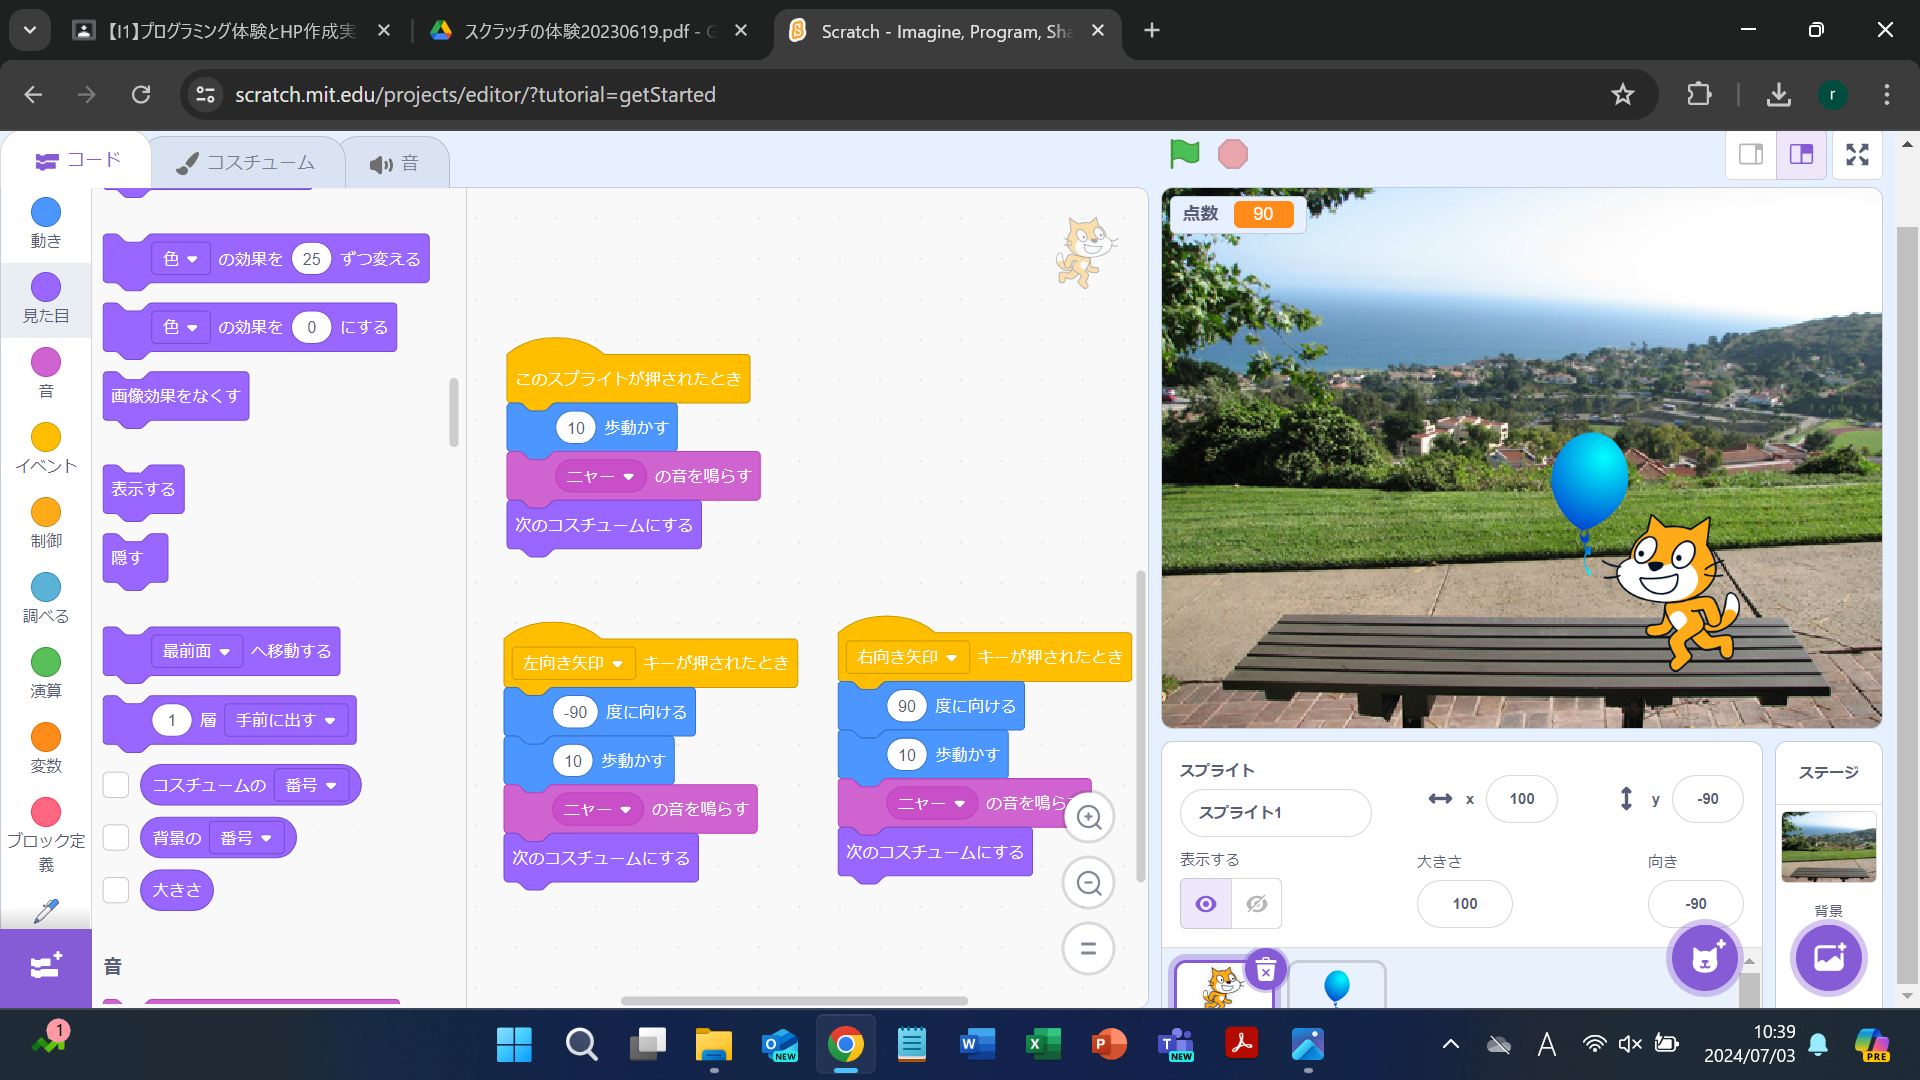 【I1】プログラミング体験とHP作成実
スクラッチの体験20230619.pdf - G
Scratch - Imagine, Program, Sha
scratch.mit.edu/projects/editor/?tutorial=getStarted
r
コード
コスチューム
音
動き
見た目
音
イベント
制御
調べる
演算
変数
ブロック定
義
色 の効果を 25 ずつ変える
色 の効果を 0 にする
画像効果をなくす
表示する
隠す
最前面 へ移動する
1 層 手前に出す
コスチュームの 番号
背景の 番号
大きさ
音
このスプライトが押されたとき
10 歩動かす
ニャー の音を鳴らす
次のコスチュームにする
左向き矢印 キーが押されたとき
-90 度に向ける
10 歩動かす
ニャー の音を鳴らす
次のコスチュームにする
右向き矢印 キーが押されたとき
90 度に向ける
10 歩動かす
ニャー の音を鳴らす
次のコスチュームにする
点数 90
スプライト
スプライト1
x 100
y -90
表示する
大きさ 100
向き -90
ステージ
背景
1
NEW
W
X
P
T
NEW
A
10:39
2024/07/03
PRE